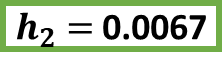 h₂ = 0.0067